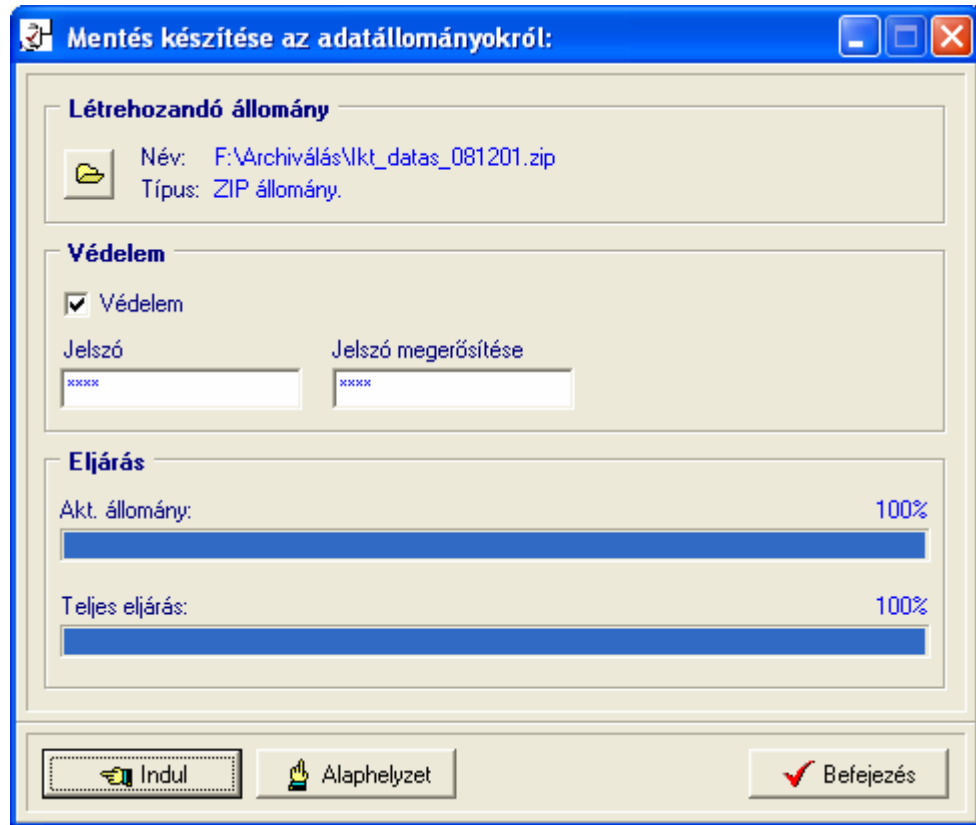 Mentés készítése az adatállományokról:
Létrehozandó állomány
Név: F:\Archiválás\Ikt_datas_081201.zip
Típus: ZIP állomány.
Védelem
Védelem
Jelszó Jelszó megerősítése
**** ****
Eljárás
Akt. állomány: 100%
Teljes eljárás: 100%
Indul Alaphelyzet Befejezés